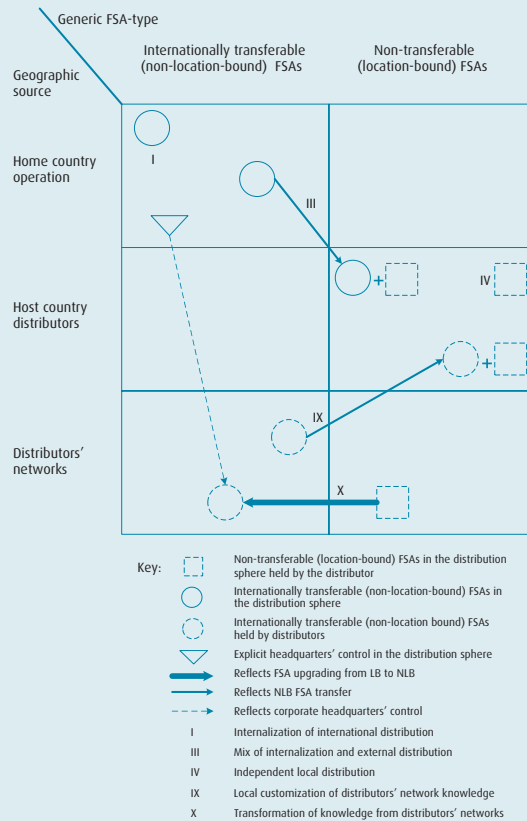 Generic FSA-type
Internationally transferable
(non-location-bound) FSAs
Non-transferable
(location-bound) FSAs
Geographic
source
Home country
operation
I
III
Host country
distributors
+
IV
+
Distributors'
networks
IX
X
Key:
Non-transferable (location-bound) FSAs in the distribution
sphere held by the distributor
Internationally transferable (non-location-bound) FSAs in
the distribution sphere
Internationally transferable (non-location bound) FSAs
held by distributors
Explicit headquarters' control in the distribution sphere
Reflects FSA upgrading from LB to NLB
Reflects NLB FSA transfer
Reflects corporate headquarters' control
I Internalization of international distribution
III Mix of internalization and external distribution
IV Independent local distribution
IX Local customization of distributors' network knowledge
X Transformation of knowledge from distributors' networks